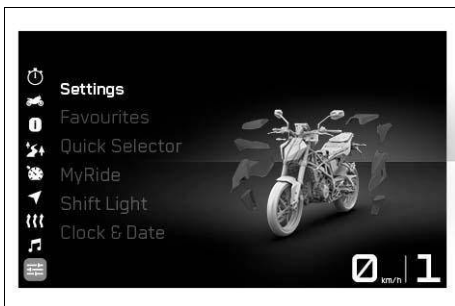 Settings
Favourites
Quick Selector
MyRide
Shift Light
Clock & Date
0 km/h 1